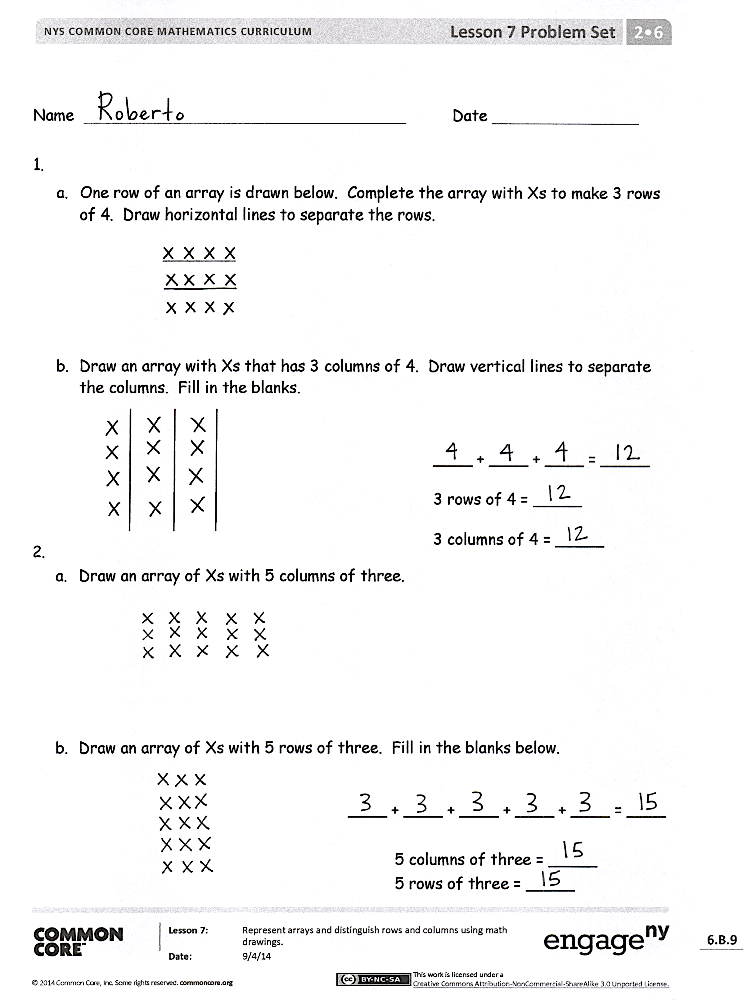 NYS COMMON CORE MATHEMATICS CURRICULUM Lesson 7 Problem Set 2•6
Name Roberto Date
1.
a. One row of an array is drawn below. Complete the array with Xs to make 3 rows
of 4. Draw horizontal lines to separate the rows.
X X X X
X X X X
X X X X
b. Draw an array with Xs that has 3 columns of 4. Draw vertical lines to separate
the columns. Fill in the blanks.
X X X
X X X
X X X
X X X
4 + 4 + 4 = 12
3 rows of 4 = 12
3 columns of 4 = 12
2.
a. Draw an array of Xs with 5 columns of three.
X X X X X
X X X X X
X X X X X
b. Draw an array of Xs with 5 rows of three. Fill in the blanks below.
X X X
X X X
X X X
X X X
X X X
3 + 3 + 3 + 3 + 3 = 15
5 columns of three = 15
5 rows of three = 15
COMMON
CORE™
Lesson 7: Represent arrays and distinguish rows and columns using math
drawings.
Date: 9/4/14
engageny
6.B.9
© 2014 Common Core, Inc. Some rights reserved. commoncore.org
cc BY-NC-SA
This work is licensed under a
Creative Commons Attribution-NonCommercial-ShareAlike 3.0 Unported License.